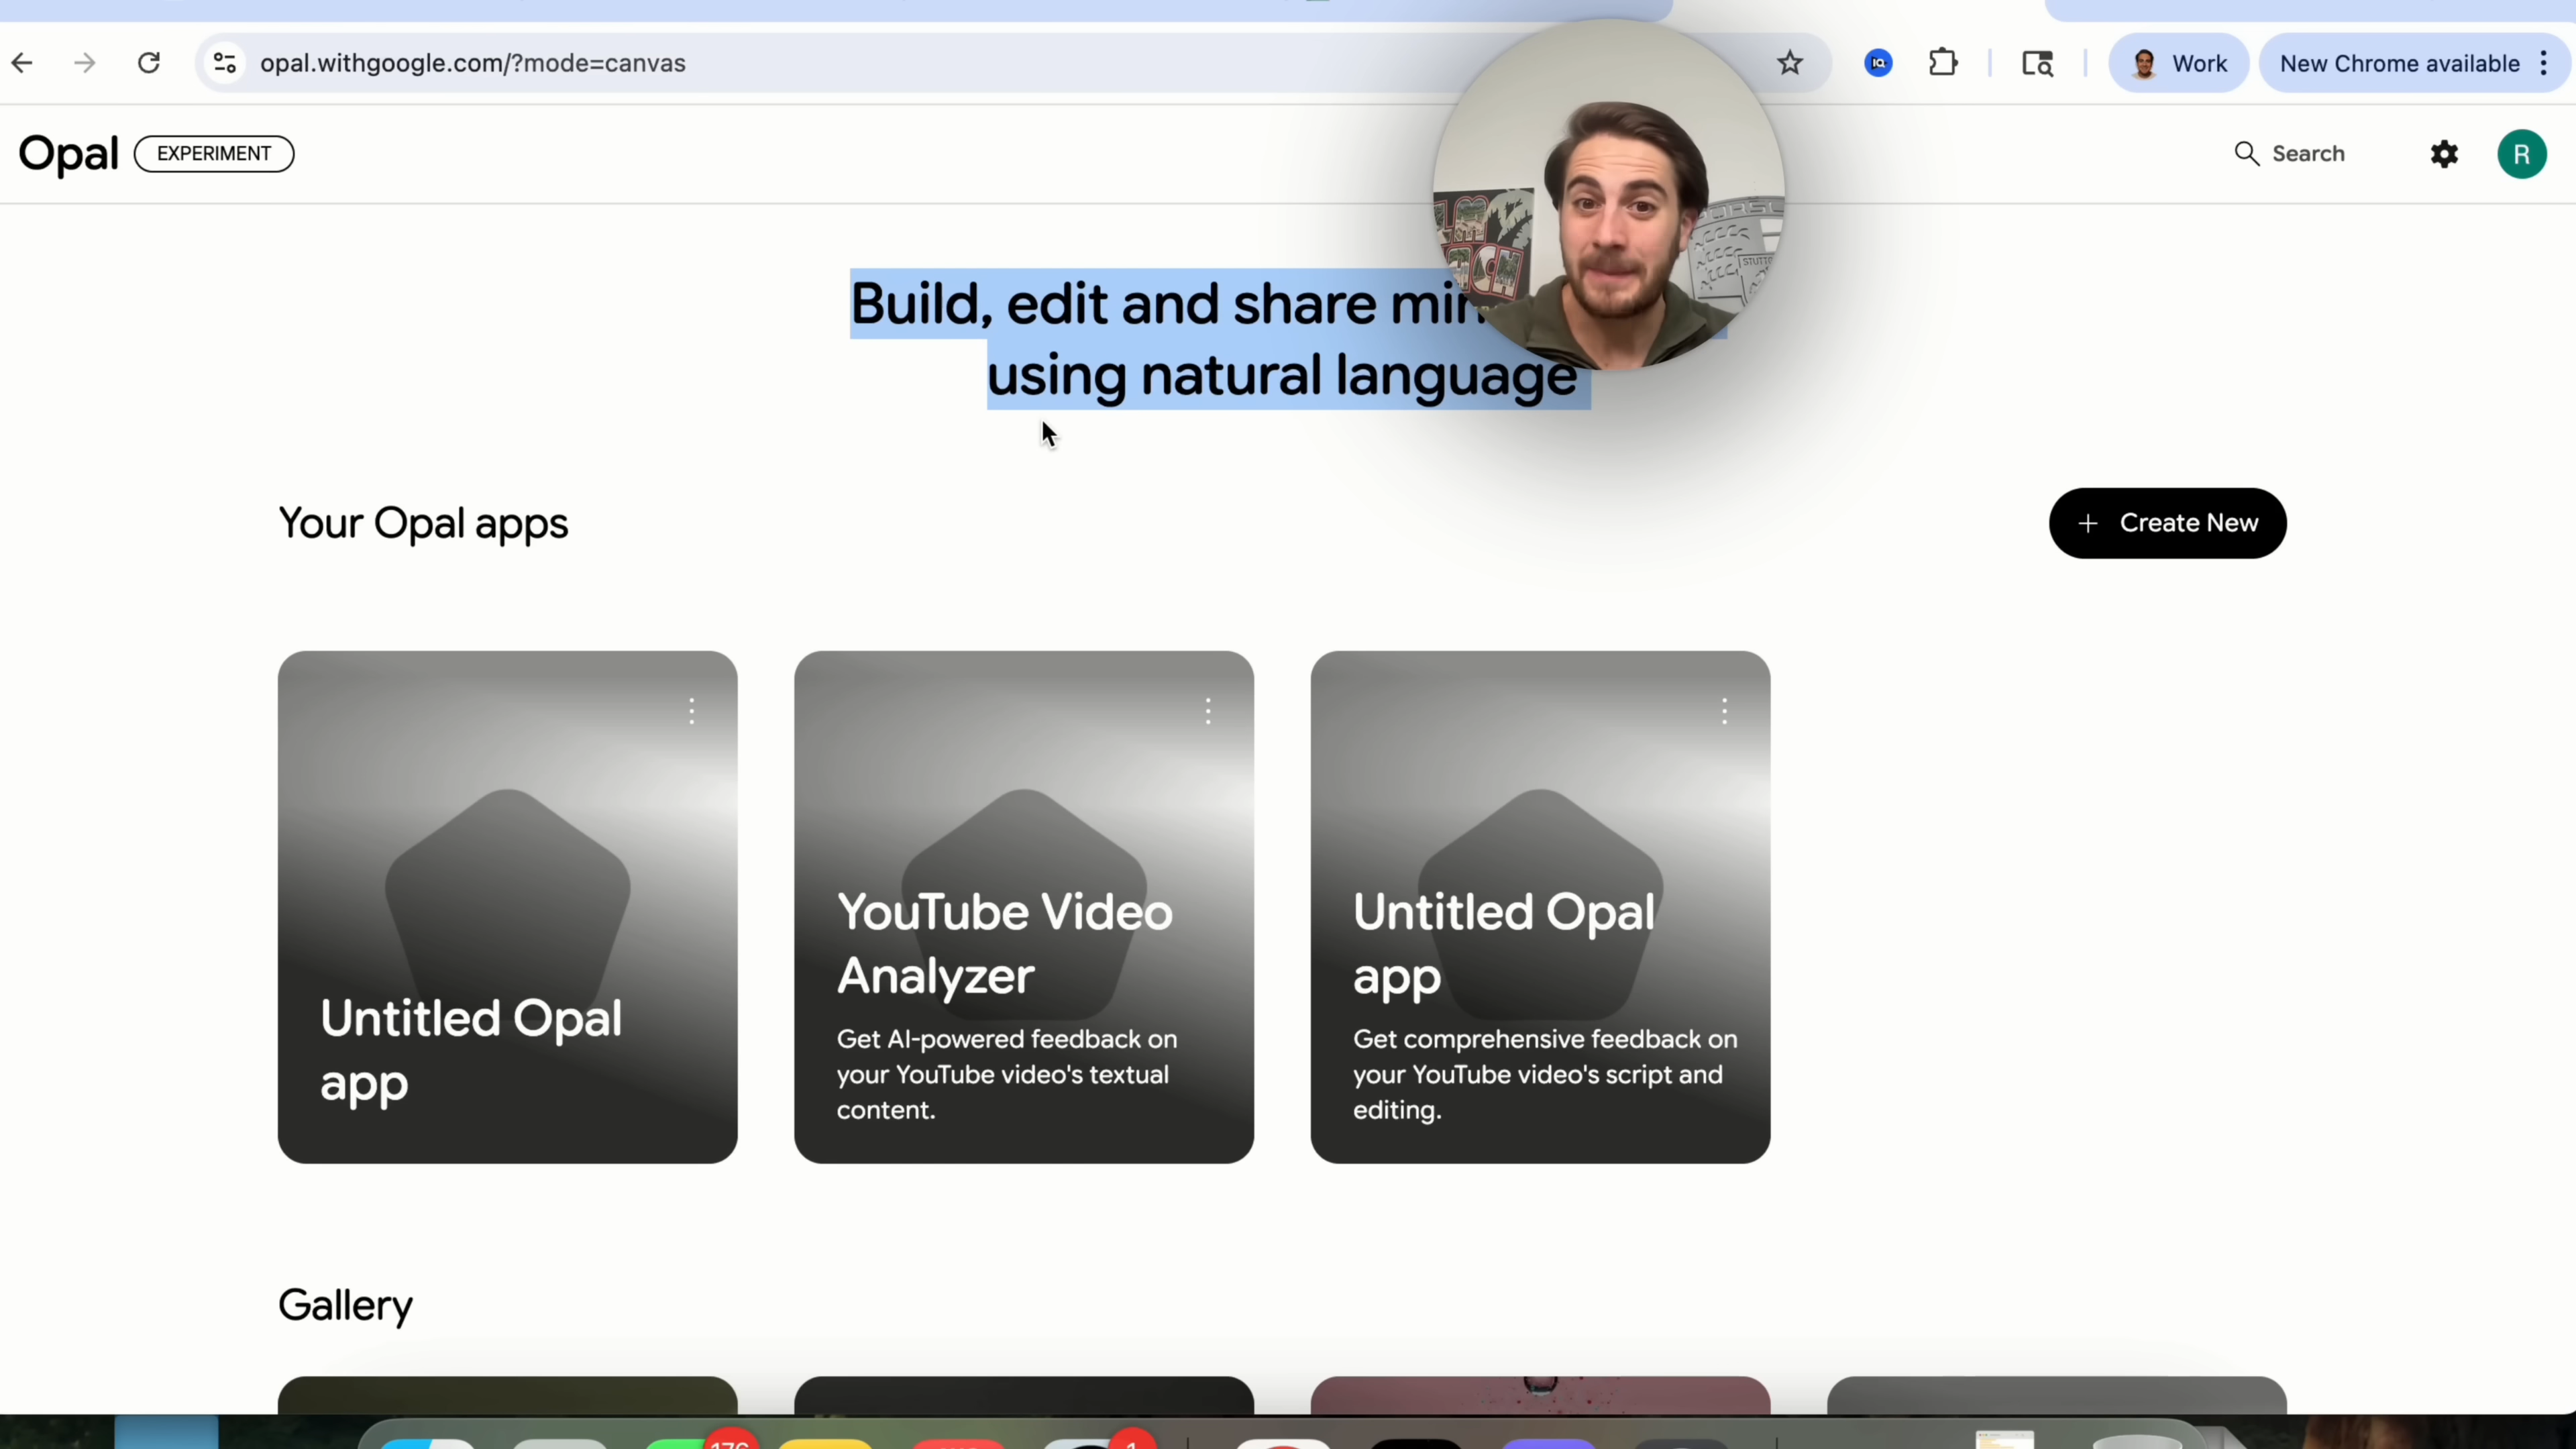 opal.withgoogle.com/?mode=canvas
Work
New Chrome available
Opal
EXPERIMENT
Search
R
Build, edit and share
using natural language
Your Opal apps
+ Create New
Untitled Opal
app
YouTube Video
Analyzer
Get AI-powered feedback on
your YouTube video's textual
content.
Untitled Opal
app
Get comprehensive feedback on
your YouTube video's script and
editing.
Gallery